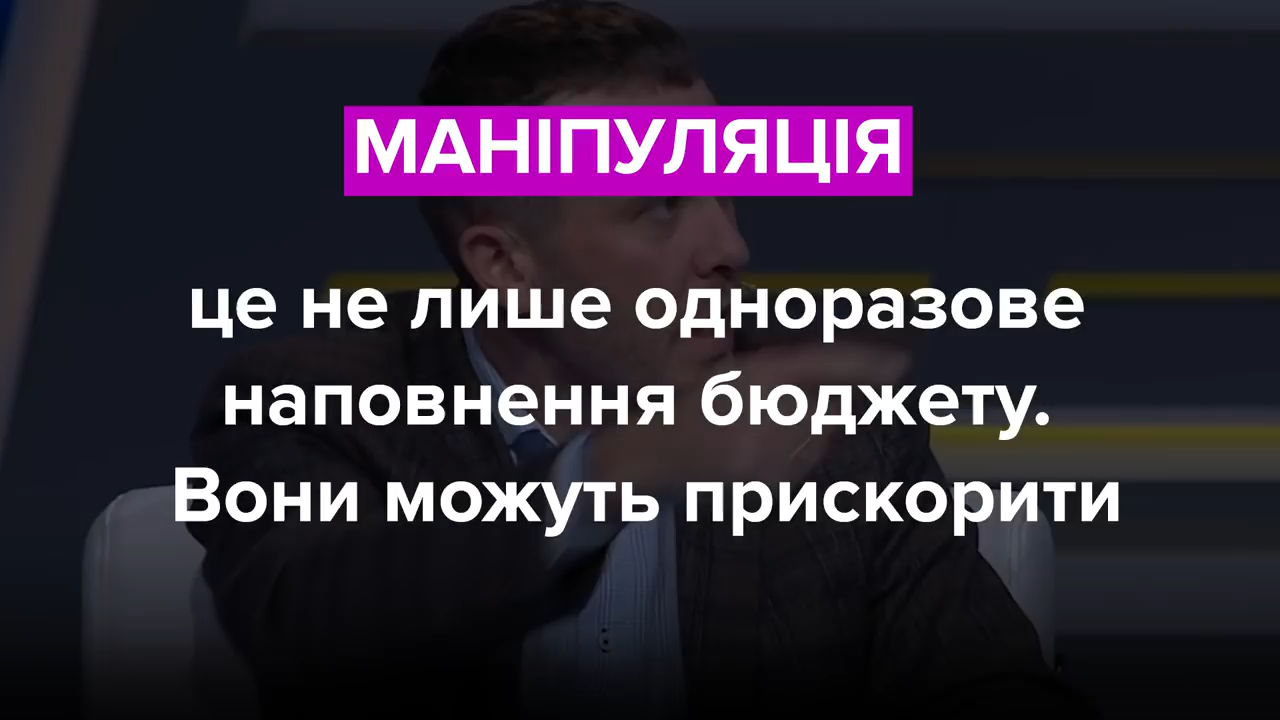 МАНІПУЛЯЦІЯ
це не лише одноразове
наповнення бюджету.
Вони можуть прискорити